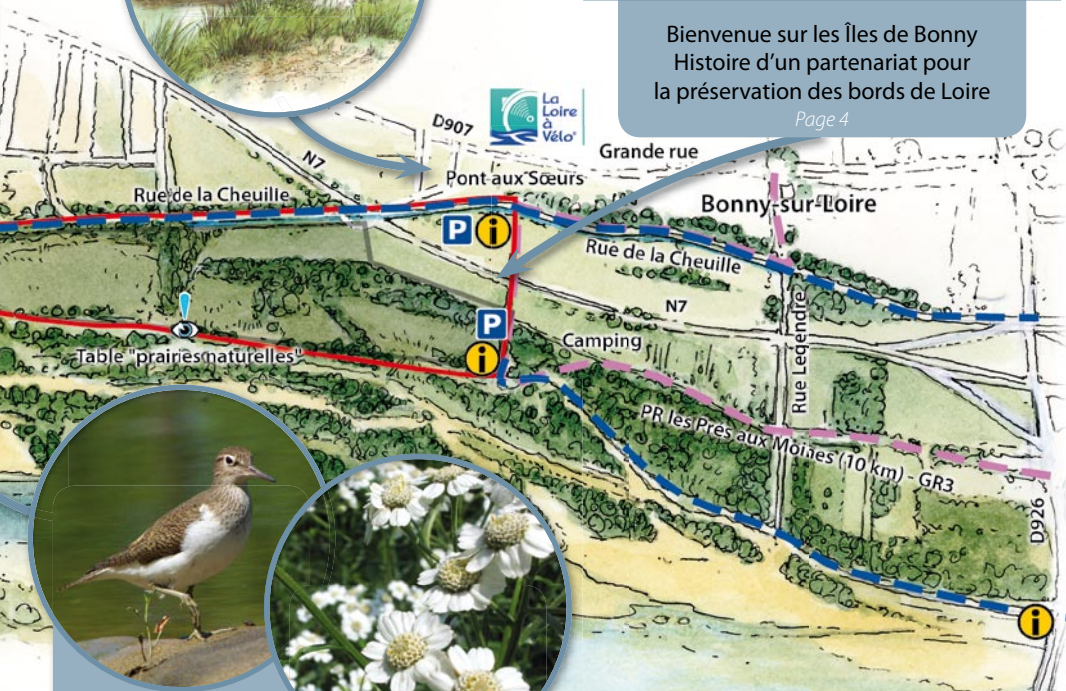 Bienvenue sur les Îles de Bonny
Histoire d'un partenariat pour
la préservation des bords de Loire
Page 4
La
Loire
à
Vélo®
D907
N7
Grande rue
Pont aux Sœurs
Rue de la Cheuille
Bonny-sur-Loire
P i
Rue de la Cheuille
N7
P
i
Camping
Rue Legendre
Table "prairies naturelles"
PR les Prés aux Moines (10 km) - GR3
D926
i